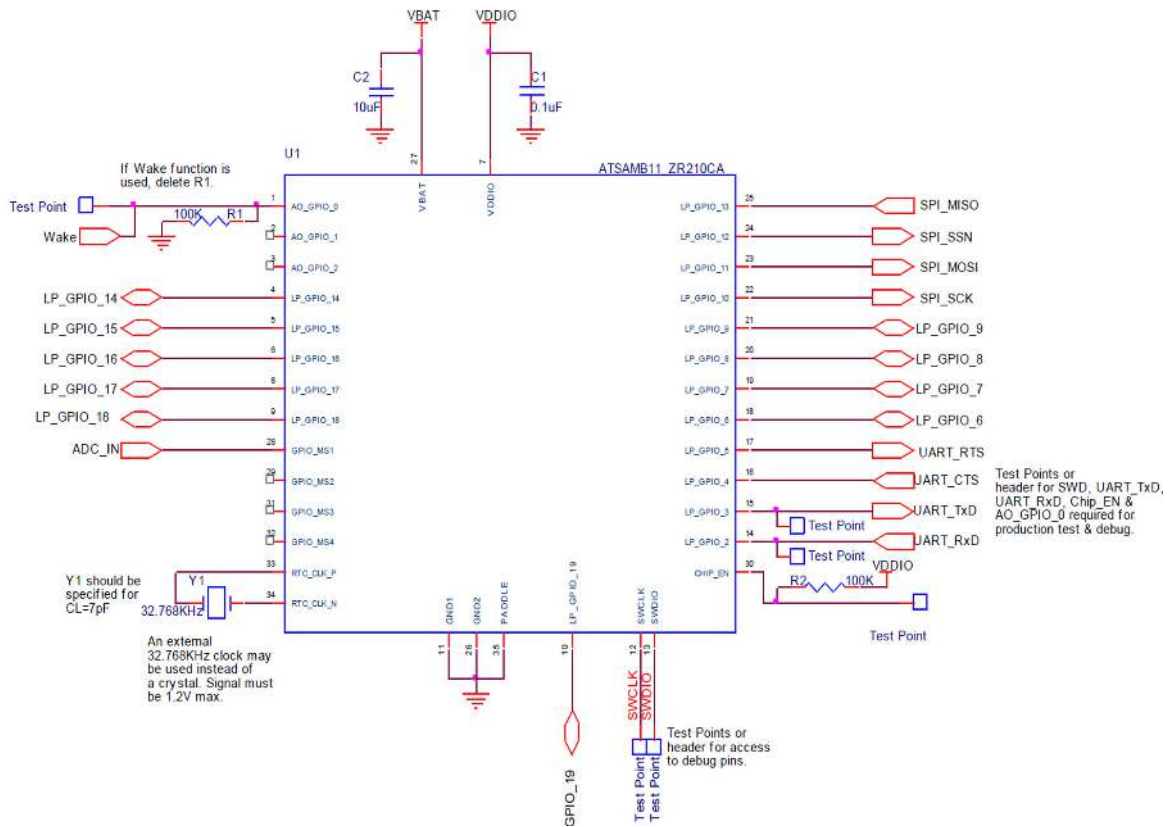 VBAT
VDDIO
C2
10uF
C1
0.1uF
27
7
U1
ATSAMB11_ZR210CA
VBAT
VDDIO
If Wake function is
used, delete R1.
Test Point
100K
R1
Wake
1
AO_GPIO_0
2
AO_GPIO_1
3
AO_GPIO_2
LP_GPIO_14
4
LP_GPIO_14
LP_GPIO_15
5
LP_GPIO_15
LP_GPIO_16
6
LP_GPIO_16
LP_GPIO_17
8
LP_GPIO_17
LP_GPIO_18
9
LP_GPIO_18
ADC_IN
28
GPIO_MS1
29
GPIO_MS2
31
GPIO_MS3
32
GPIO_MS4
33
RTC_CLK_P
34
RTC_CLK_N
Y1 should be
specified for
CL=7pF
Y1
32.768KHz
An external
32.768KHz clock may
be used instead of
a crystal. Signal must
be 1.2V max.
LP_GPIO_13
25
SPI_MISO
LP_GPIO_12
24
SPI_SSN
LP_GPIO_11
23
SPI_MOSI
LP_GPIO_10
22
SPI_SCK
LP_GPIO_9
21
LP_GPIO_9
LP_GPIO_8
20
LP_GPIO_8
LP_GPIO_7
19
LP_GPIO_7
LP_GPIO_6
18
LP_GPIO_6
LP_GPIO_5
17
UART_RTS
LP_GPIO_4
16
UART_CTS
LP_GPIO_3
15
UART_TxD
Test Point
LP_GPIO_2
14
UART_RxD
Test Point
CHIP_EN
30
R2
100K
VDDIO
Test Point
Test Points or
header for SWD, UART_TxD,
UART_RxD, Chip_EN &
AO_GPIO_0 required for
production test & debug.
GND1
GND2
PADDLE
LP_GPIO_19
SWCLK
SWDIO
11
26
35
10
12
13
SWCLK
SWDIO
Test Points or
header for access
to debug pins.
Test Point
Test Point
GPIO_19